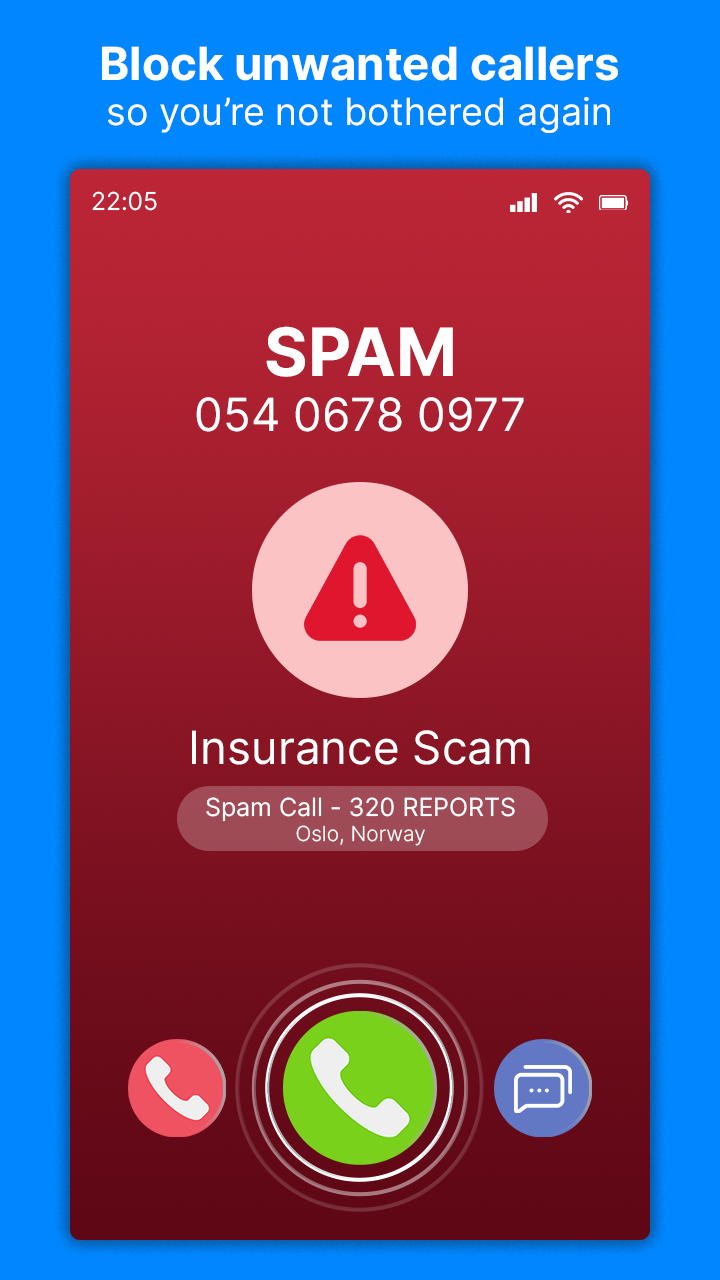 Block unwanted callers
so you’re not bothered again
22:05
SPAM
054 0678 0977
Insurance Scam
Spam Call - 320 REPORTS
Oslo, Norway